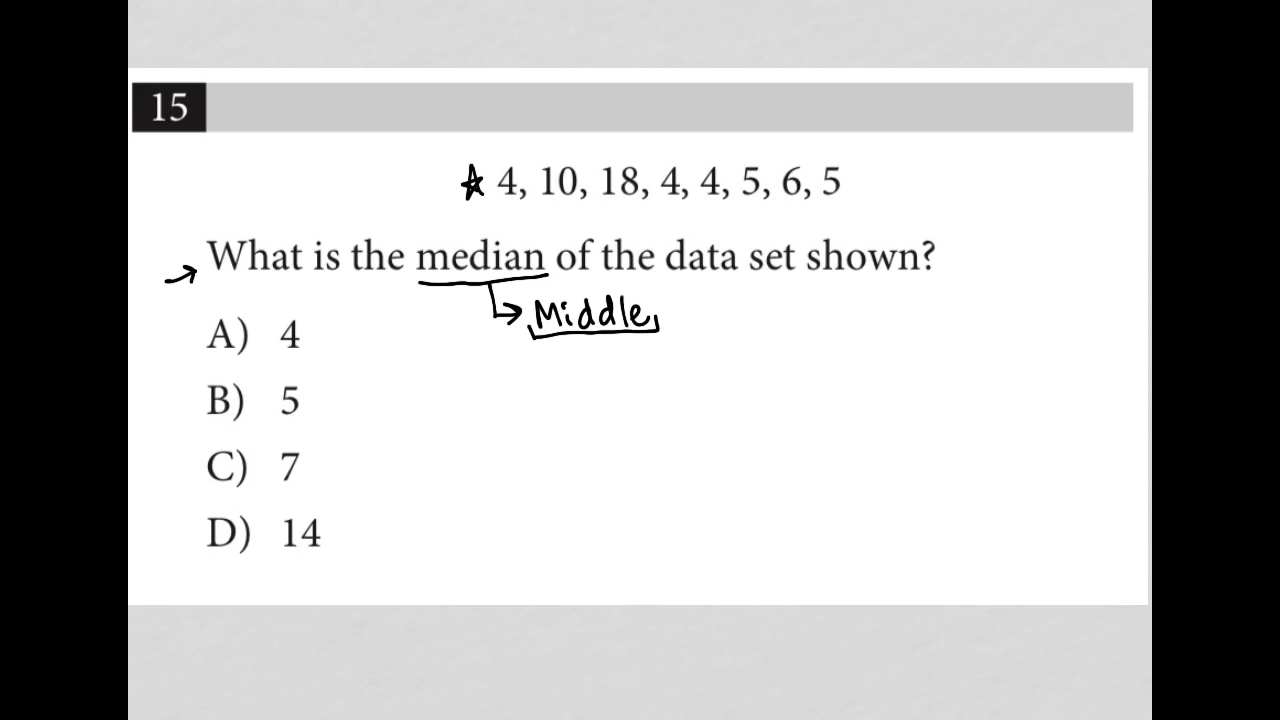 15
4, 10, 18, 4, 4, 5, 6, 5
What is the median of the data set shown?
Middle
A) 4
B) 5
C) 7
D) 14